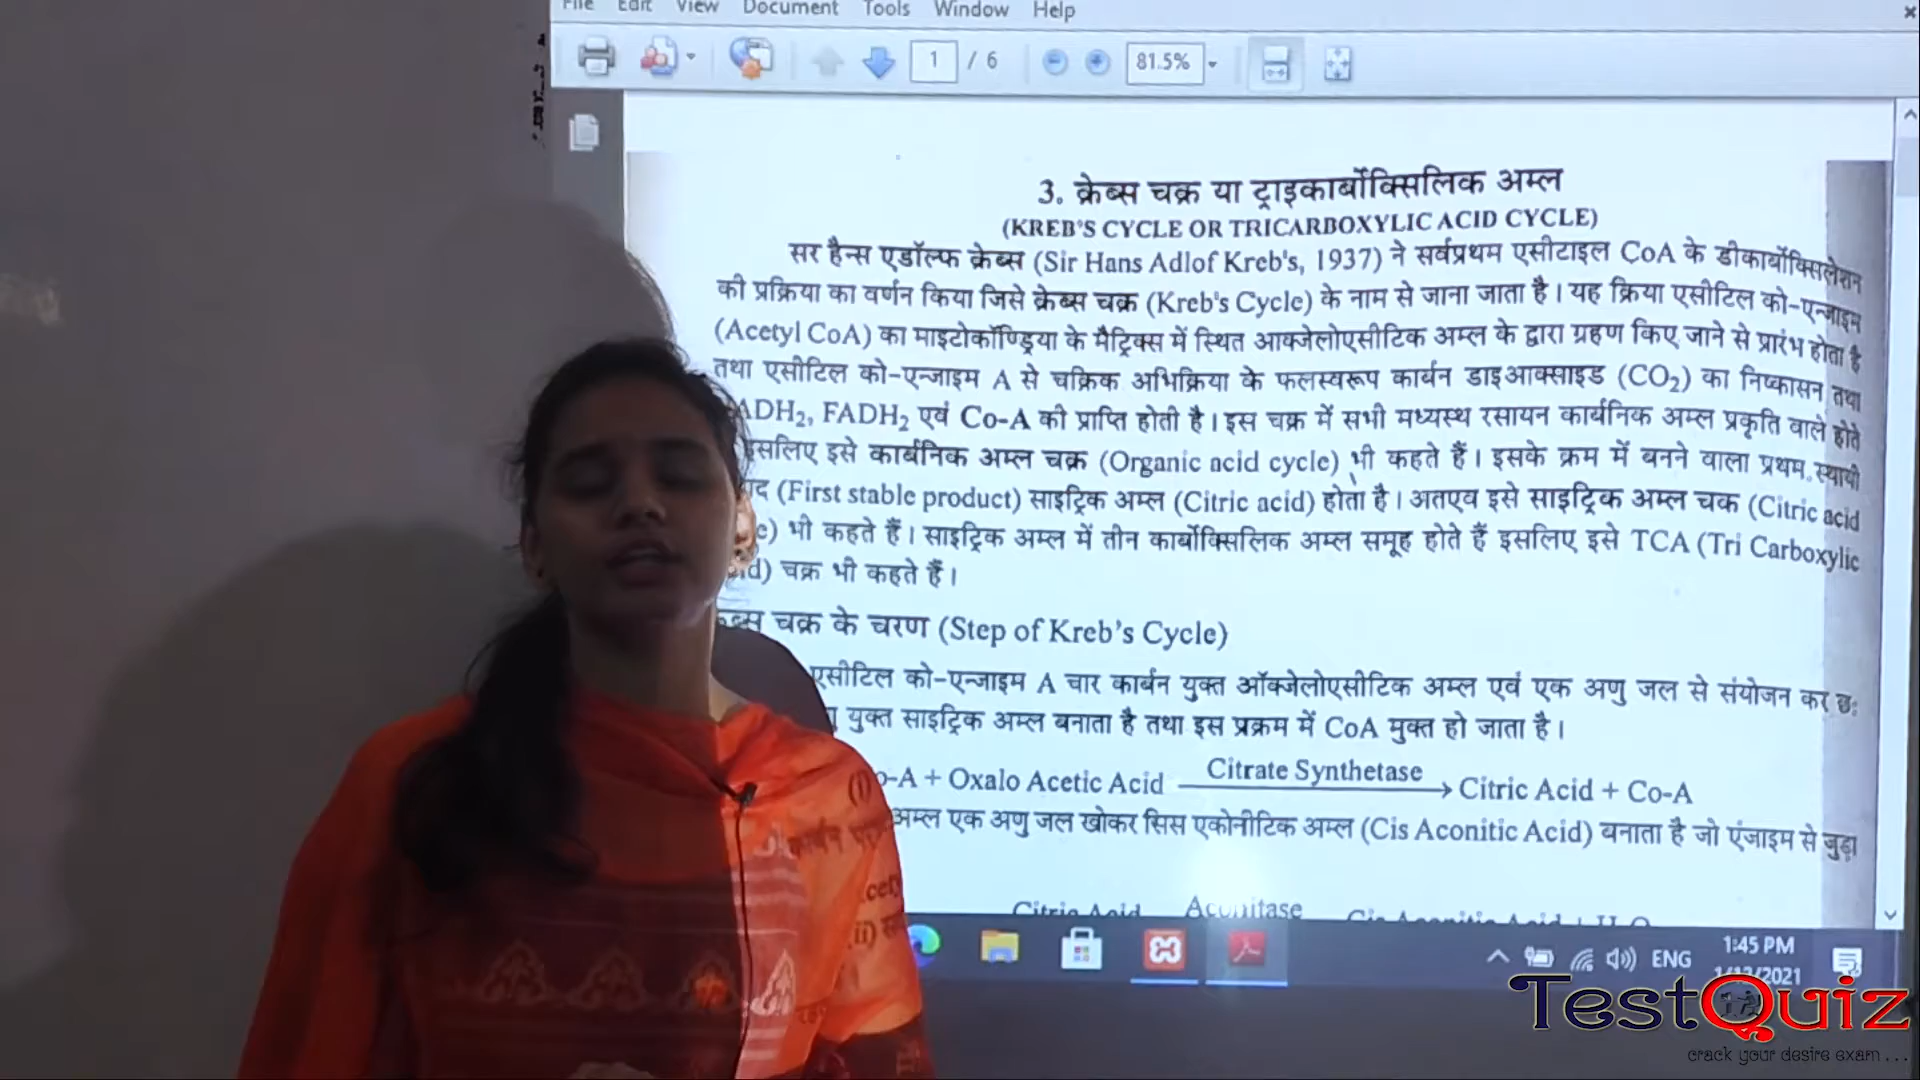 File Edit View Document Tools Window Help
1 / 6 81.5%
3. क्रेब्स चक्र या ट्राइकार्बोक्सिलिक अम्ल
(KREB'S CYCLE OR TRICARBOXYLIC ACID CYCLE)
सर हैन्स एडॉल्फ क्रेब्स (Sir Hans Adlof Kreb's, 1937) ने सर्वप्रथम एसीटाइल CoA के डीकार्बोक्सिलेशन
की प्रक्रिया का वर्णन किया जिसे क्रेब्स चक्र (Kreb's Cycle) के नाम से जाना जाता है। यह क्रिया एसीटिल को-एन्जाइम
(Acetyl CoA) का माइटोकॉण्ड्रिया के मैट्रिक्स में स्थित आक्जेलोएसीटिक अम्ल के द्वारा ग्रहण किए जाने से प्रारंभ होता है
तथा एसीटिल को-एन्जाइम A से चक्रिक अभिक्रिया के फलस्वरूप कार्बन डाइआक्साइड (CO₂) का निष्कासन तथा
ADH₂, FADH₂ एवं Co-A की प्राप्ति होती है। इस चक्र में सभी मध्यस्थ रसायन कार्बनिक अम्ल प्रकृति वाले होते
इसलिए इसे कार्बनिक अम्ल चक्र (Organic acid cycle) भी कहते हैं। इसके क्रम में बनने वाला प्रथम स्थायी
(First stable product) साइट्रिक अम्ल (Citric acid) होता है। अतएव इसे साइट्रिक अम्ल चक्र (Citric acid
भी कहते हैं। साइट्रिक अम्ल में तीन कार्बोक्सिलिक अम्ल समूह होते हैं इसलिए इसे TCA (Tri Carboxylic
चक्र भी कहते हैं।
चक्र के चरण (Step of Kreb's Cycle)
एसीटिल को-एन्जाइम A चार कार्बन युक्त ऑक्जेलोएसीटिक अम्ल एवं एक अणु जल से संयोजन कर छः
युक्त साइट्रिक अम्ल बनाता है तथा इस प्रक्रम में CoA मुक्त हो जाता है।
o-A + Oxalo Acetic Acid Citrate Synthetase Citric Acid + Co-A
अम्ल एक अणु जल खोकर सिस एकोनीटिक अम्ल (Cis Aconitic Acid) बनाता है जो एंजाइम से जुड़ा
Citric Acid Aconitase Cis Aconitic Acid + H₂O
ENG 1:45 PM
TestQuiz
crack your desire exam ...